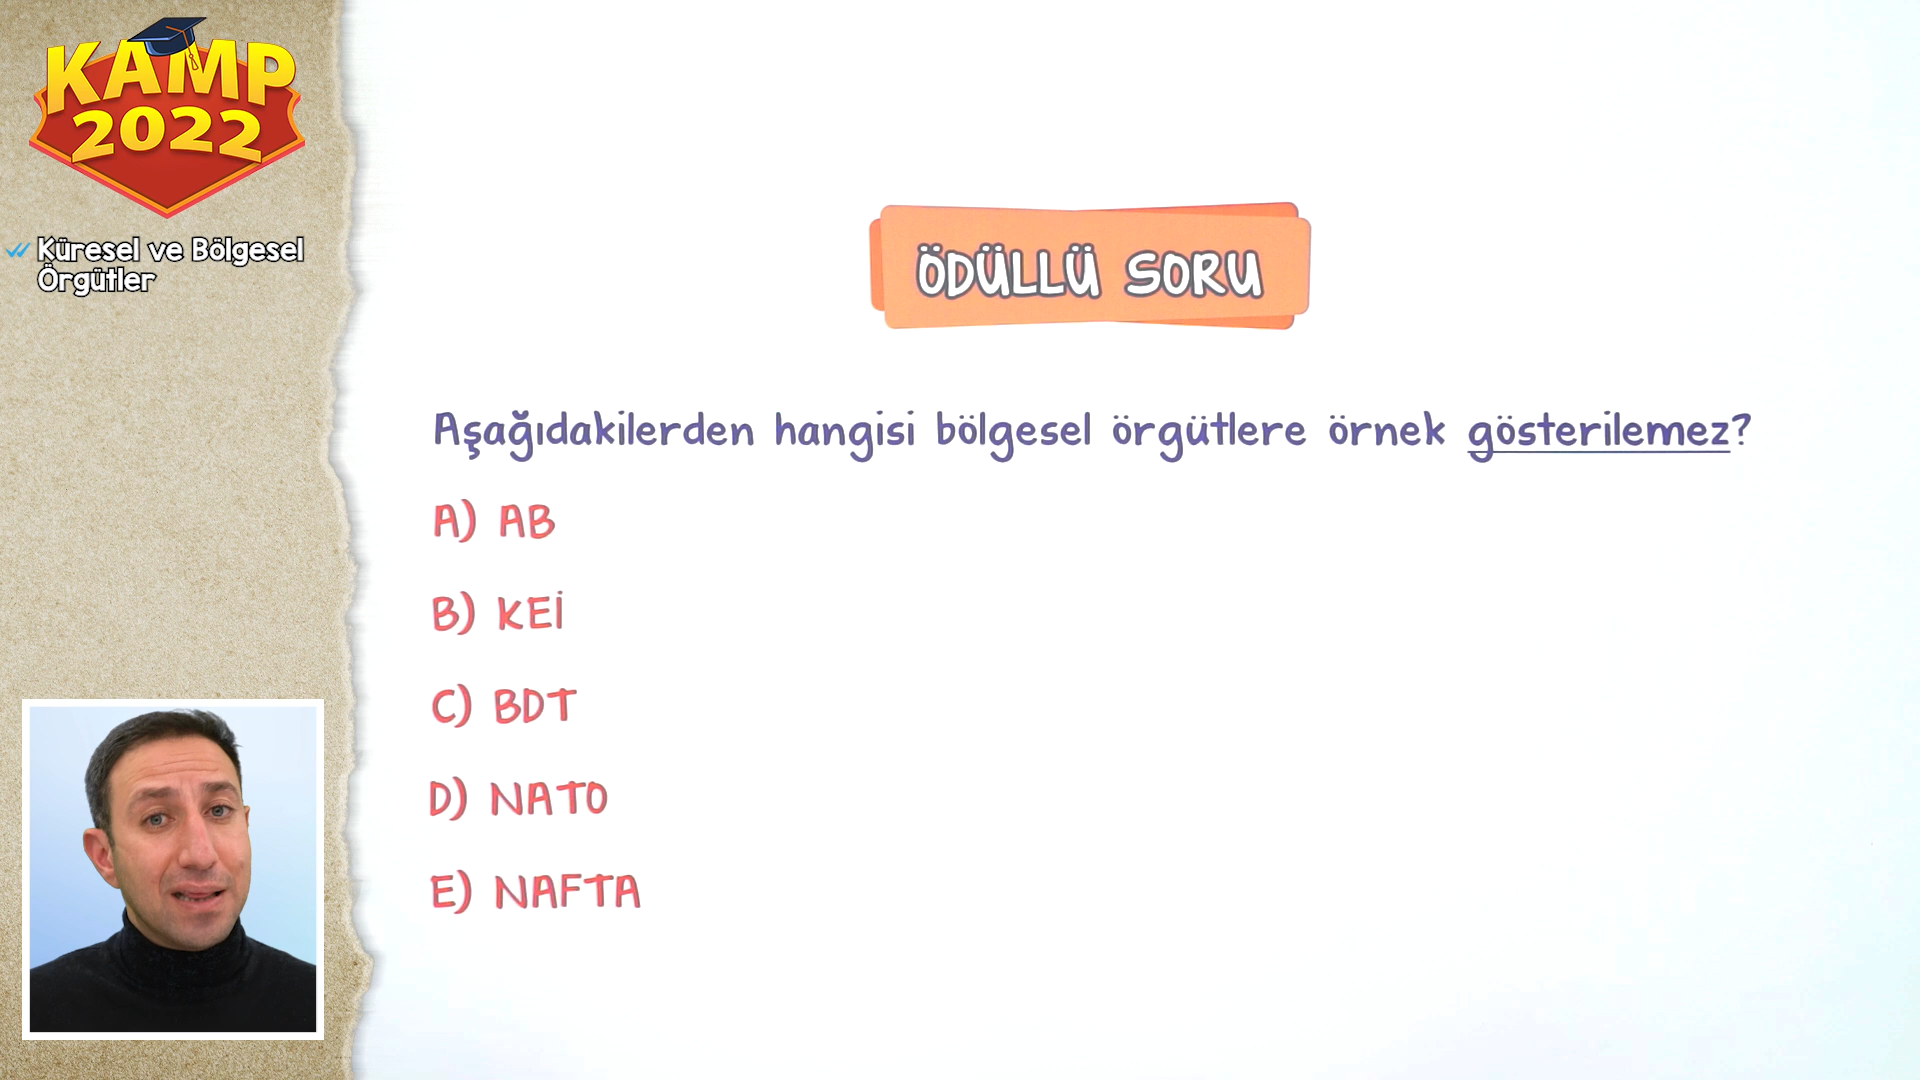 KAMP
2022
Küresel ve Bölgesel
Örgütler
ÖDÜLLÜ SORU
Aşağıdakilerden hangisi bölgesel örgütlere örnek gösterilemez?
A) AB
B) KEİ
C) BDT
D) NATO
E) NAFTA